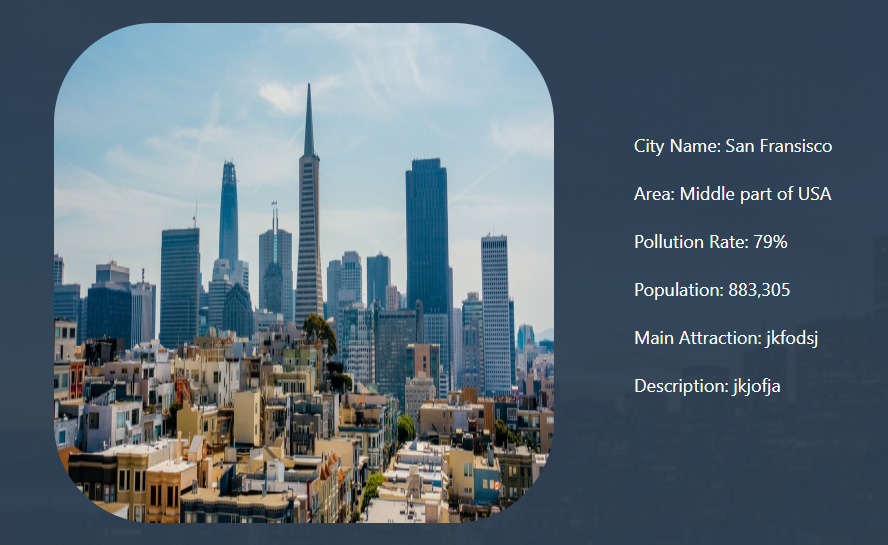 City Name: San Fransisco
Area: Middle part of USA
Pollution Rate: 79%
Population: 883,305
Main Attraction: jkfodsj
Description: jkjofja